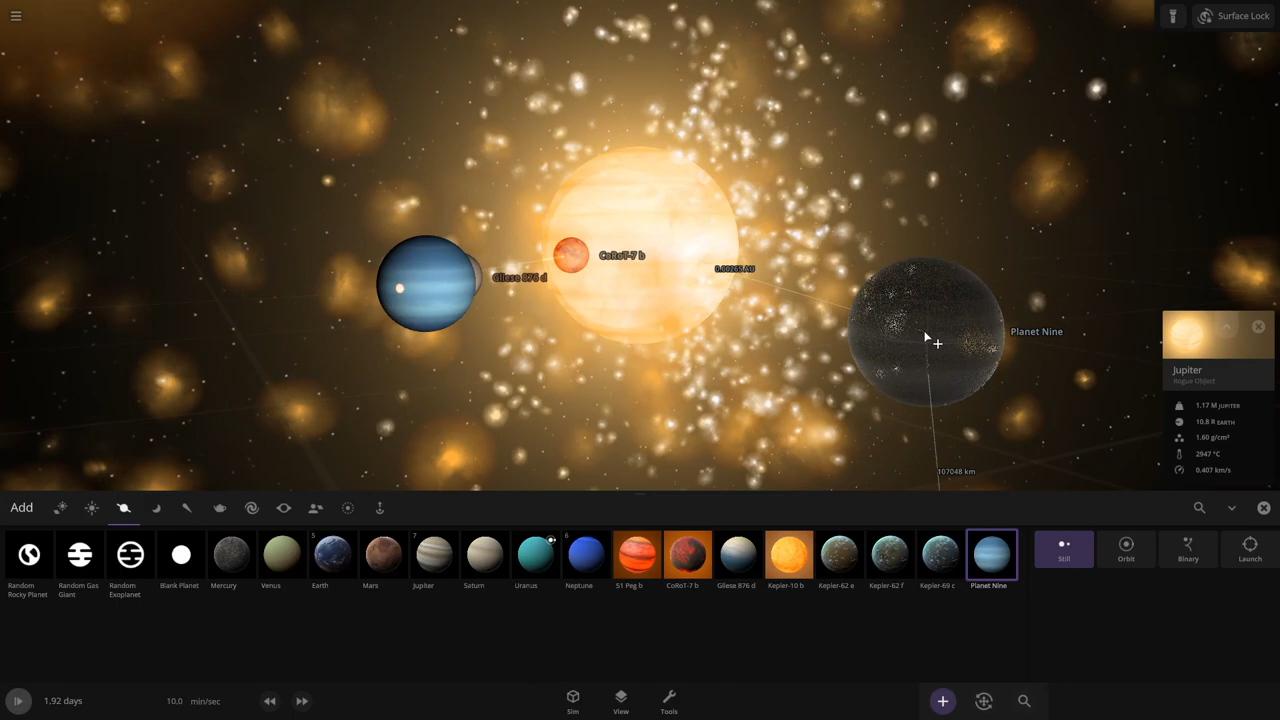 Surface Lock
CoRoT-7 b
Gliese 876 d
0.00265 AU
Planet Nine
107048 km
Jupiter
Rogue Object
1.17 M JUPITER
10.8 R EARTH
1.60 g/cm³
2947 °C
0.407 km/s
Add
5
7
6
Random Rocky Planet
Random Gas Giant
Random Exoplanet
Blank Planet
Mercury
Venus
Earth
Mars
Jupiter
Saturn
Uranus
Neptune
51 Peg b
CoRoT-7 b
Gliese 876 d
Kepler-10 b
Kepler-62 e
Kepler-62 f
Kepler-69 c
Planet Nine
Still
Orbit
Binary
Launch
1.92 days
10.0 min/sec
Sim
View
Tools